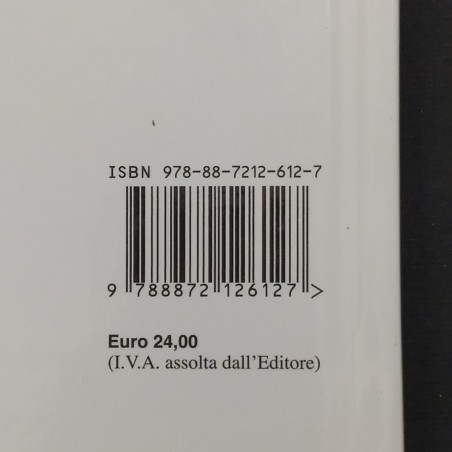 ISBN 978-88-7212-612-7
9 788872 126127 >
Euro 24,00
(I.V.A. assolta dall'Editore)